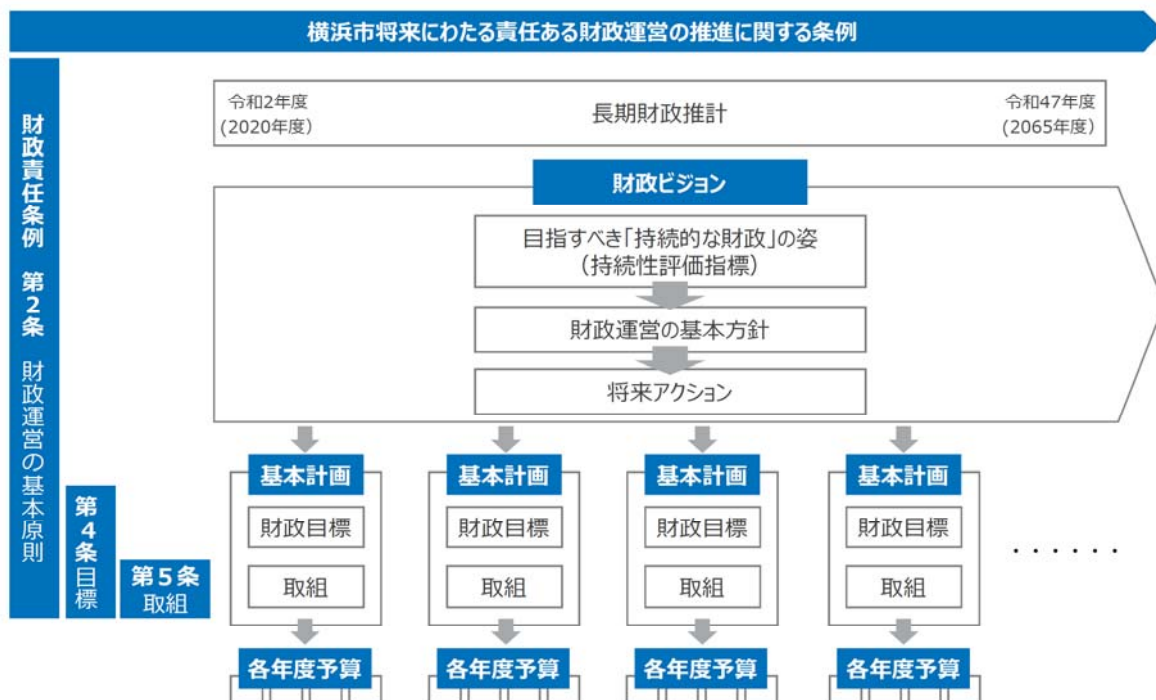 横浜市将来にわたる責任ある財政運営の推進に関する条例
財政責任条例 第2条 財政運営の基本原則
第4条 目標
第5条
取組
令和2年度
(2020年度)
長期財政推計
令和47年度
(2065年度)
財政ビジョン
目指すべき「持続的な財政」の姿
(持続性評価指標)
財政運営の基本方針
将来アクション
基本計画
財政目標
取組
各年度予算
基本計画
財政目標
取組
各年度予算
基本計画
財政目標
取組
各年度予算
基本計画
財政目標
取組
各年度予算
・・・・・・